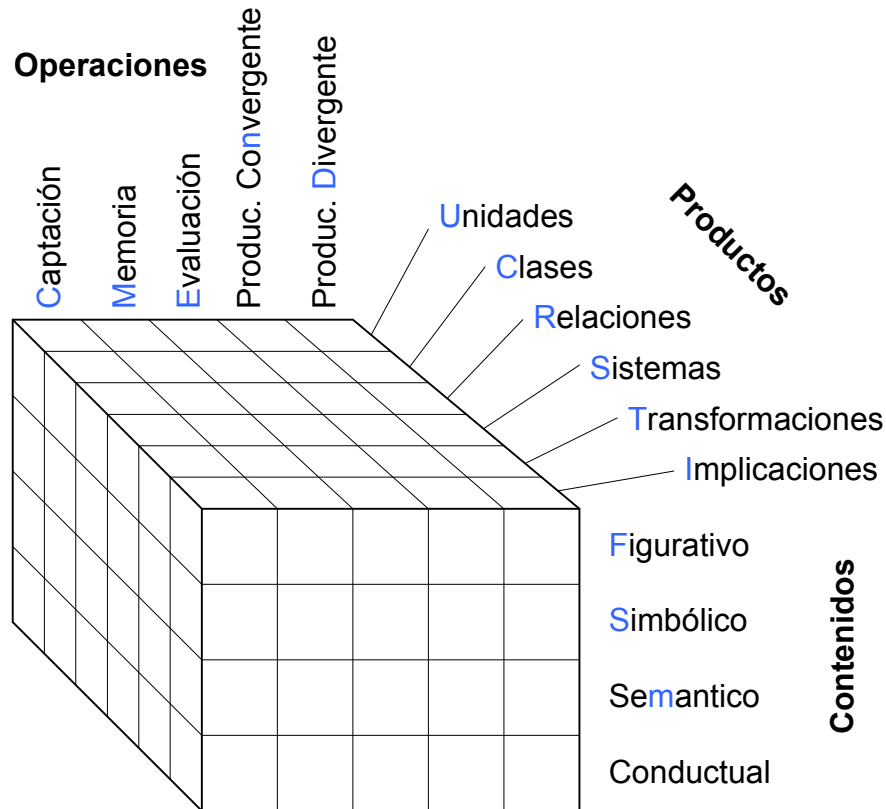 Operaciones
Captación
Memoria
Evaluación
Produc. Convergente
Produc. Divergente
Productos
Unidades
Clases
Relaciones
Sistemas
Transformaciones
Implicaciones
Contenidos
Figurativo
Simbólico
Semantico
Conductual